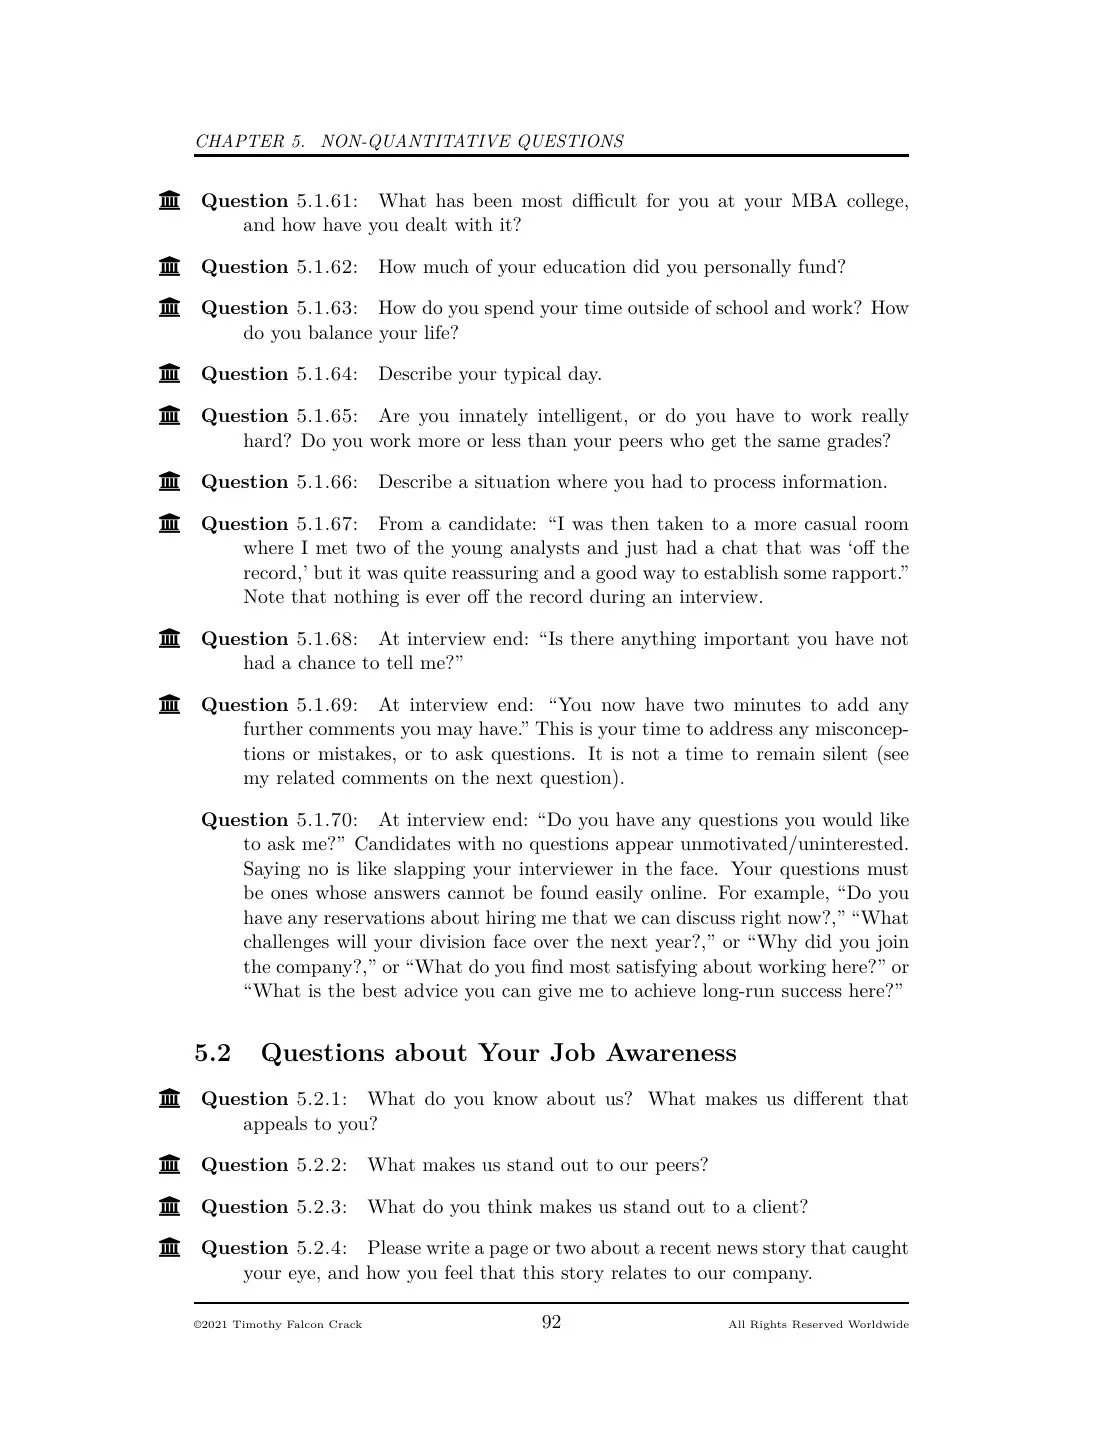 CHAPTER 5. NON-QUANTITATIVE QUESTIONS
Question 5.1.61: What has been most difficult for you at your MBA college,
and how have you dealt with it?
Question 5.1.62: How much of your education did you personally fund?
Question 5.1.63: How do you spend your time outside of school and work? How
do you balance your life?
Question 5.1.64: Describe your typical day.
Question 5.1.65: Are you innately intelligent, or do you have to work really
hard? Do you work more or less than your peers who get the same grades?
Question 5.1.66: Describe a situation where you had to process information.
Question 5.1.67: From a candidate: “I was then taken to a more casual room
where I met two of the young analysts and just had a chat that was ‘off the
record,’ but it was quite reassuring and a good way to establish some rapport.”
Note that nothing is ever off the record during an interview.
Question 5.1.68: At interview end: “Is there anything important you have not
had a chance to tell me?”
Question 5.1.69: At interview end: “You now have two minutes to add any
further comments you may have.” This is your time to address any misconcep-
tions or mistakes, or to ask questions. It is not a time to remain silent (see
my related comments on the next question).
Question 5.1.70: At interview end: “Do you have any questions you would like
to ask me?” Candidates with no questions appear unmotivated/uninterested.
Saying no is like slapping your interviewer in the face. Your questions must
be ones whose answers cannot be found easily online. For example, “Do you
have any reservations about hiring me that we can discuss right now?,” “What
challenges will your division face over the next year?,” or “Why did you join
the company?,” or “What do you find most satisfying about working here?” or
“What is the best advice you can give me to achieve long-run success here?”
5.2 Questions about Your Job Awareness
Question 5.2.1: What do you know about us? What makes us different that
appeals to you?
Question 5.2.2: What makes us stand out to our peers?
Question 5.2.3: What do you think makes us stand out to a client?
Question 5.2.4: Please write a page or two about a recent news story that caught
your eye, and how you feel that this story relates to our company.
©2021 Timothy Falcon Crack 92 All Rights Reserved Worldwide